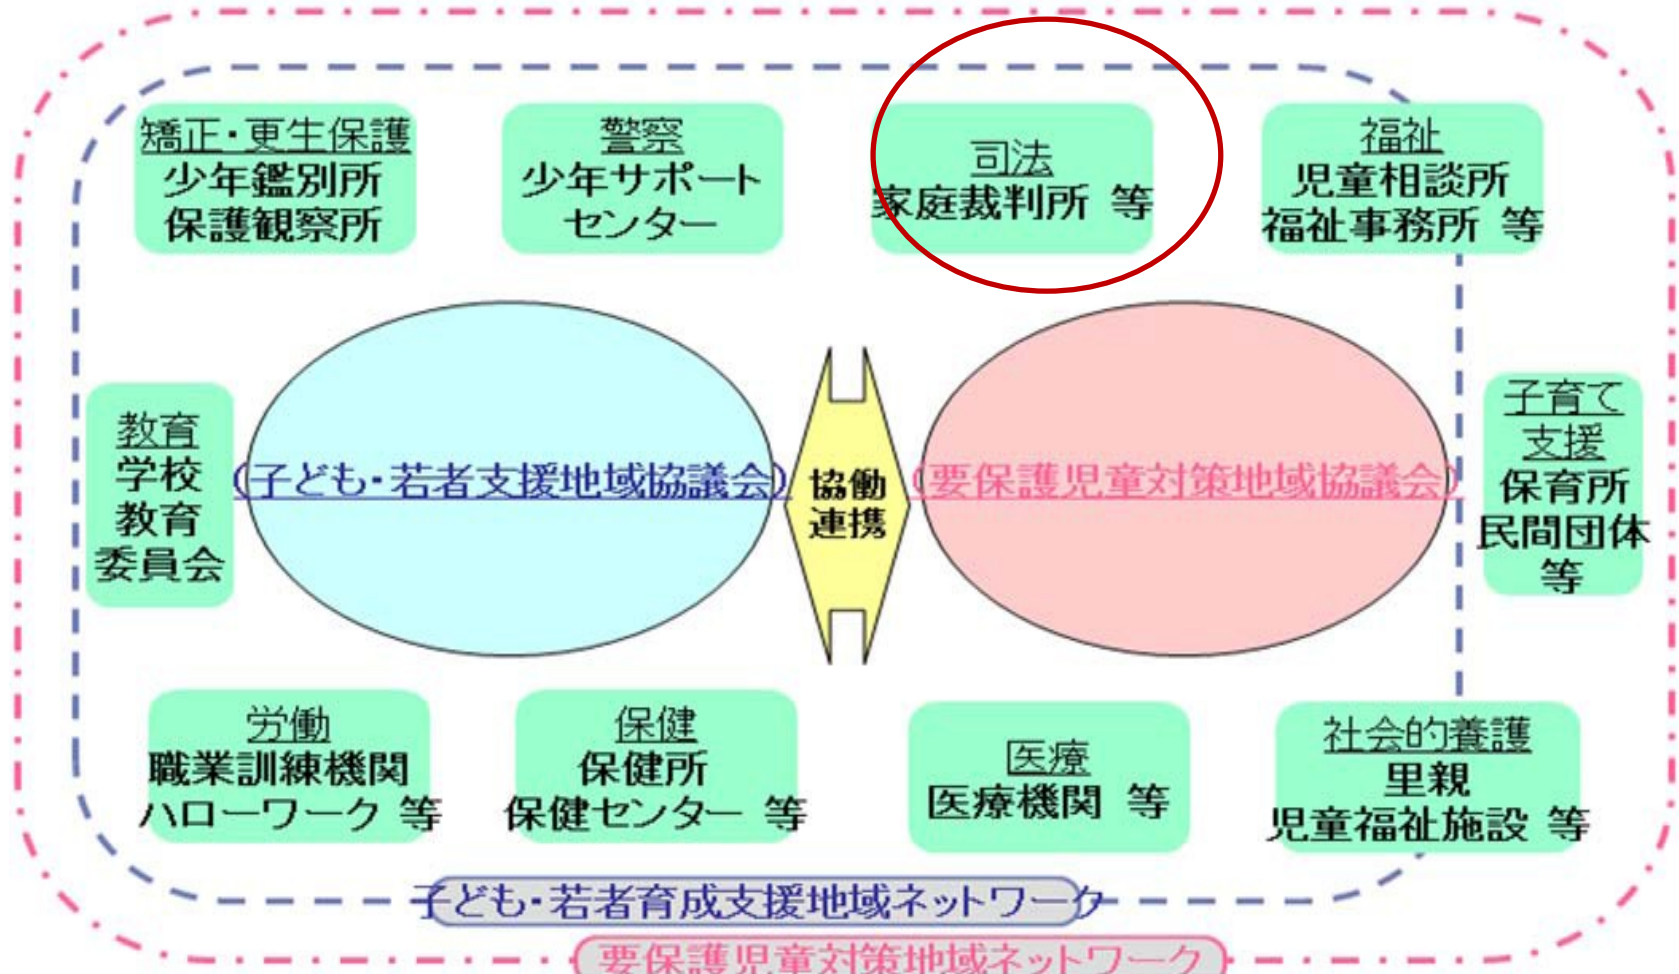 矯正・更生保護
少年鑑別所
保護観察所
警察
少年サポート
センター
司法
家庭裁判所 等
福祉
児童相談所
福祉事務所 等
教育
学校
教育
委員会
(子ども・若者支援地域協議会)
協働
連携
(要保護児童対策地域協議会)
子育て
支援
保育所
民間団体
等
労働
職業訓練機関
ハローワーク 等
保健
保健所
保健センター 等
医療
医療機関 等
社会的養護
里親
児童福祉施設 等
子ども・若者育成支援地域ネットワーク
要保護児童対策地域ネットワーク